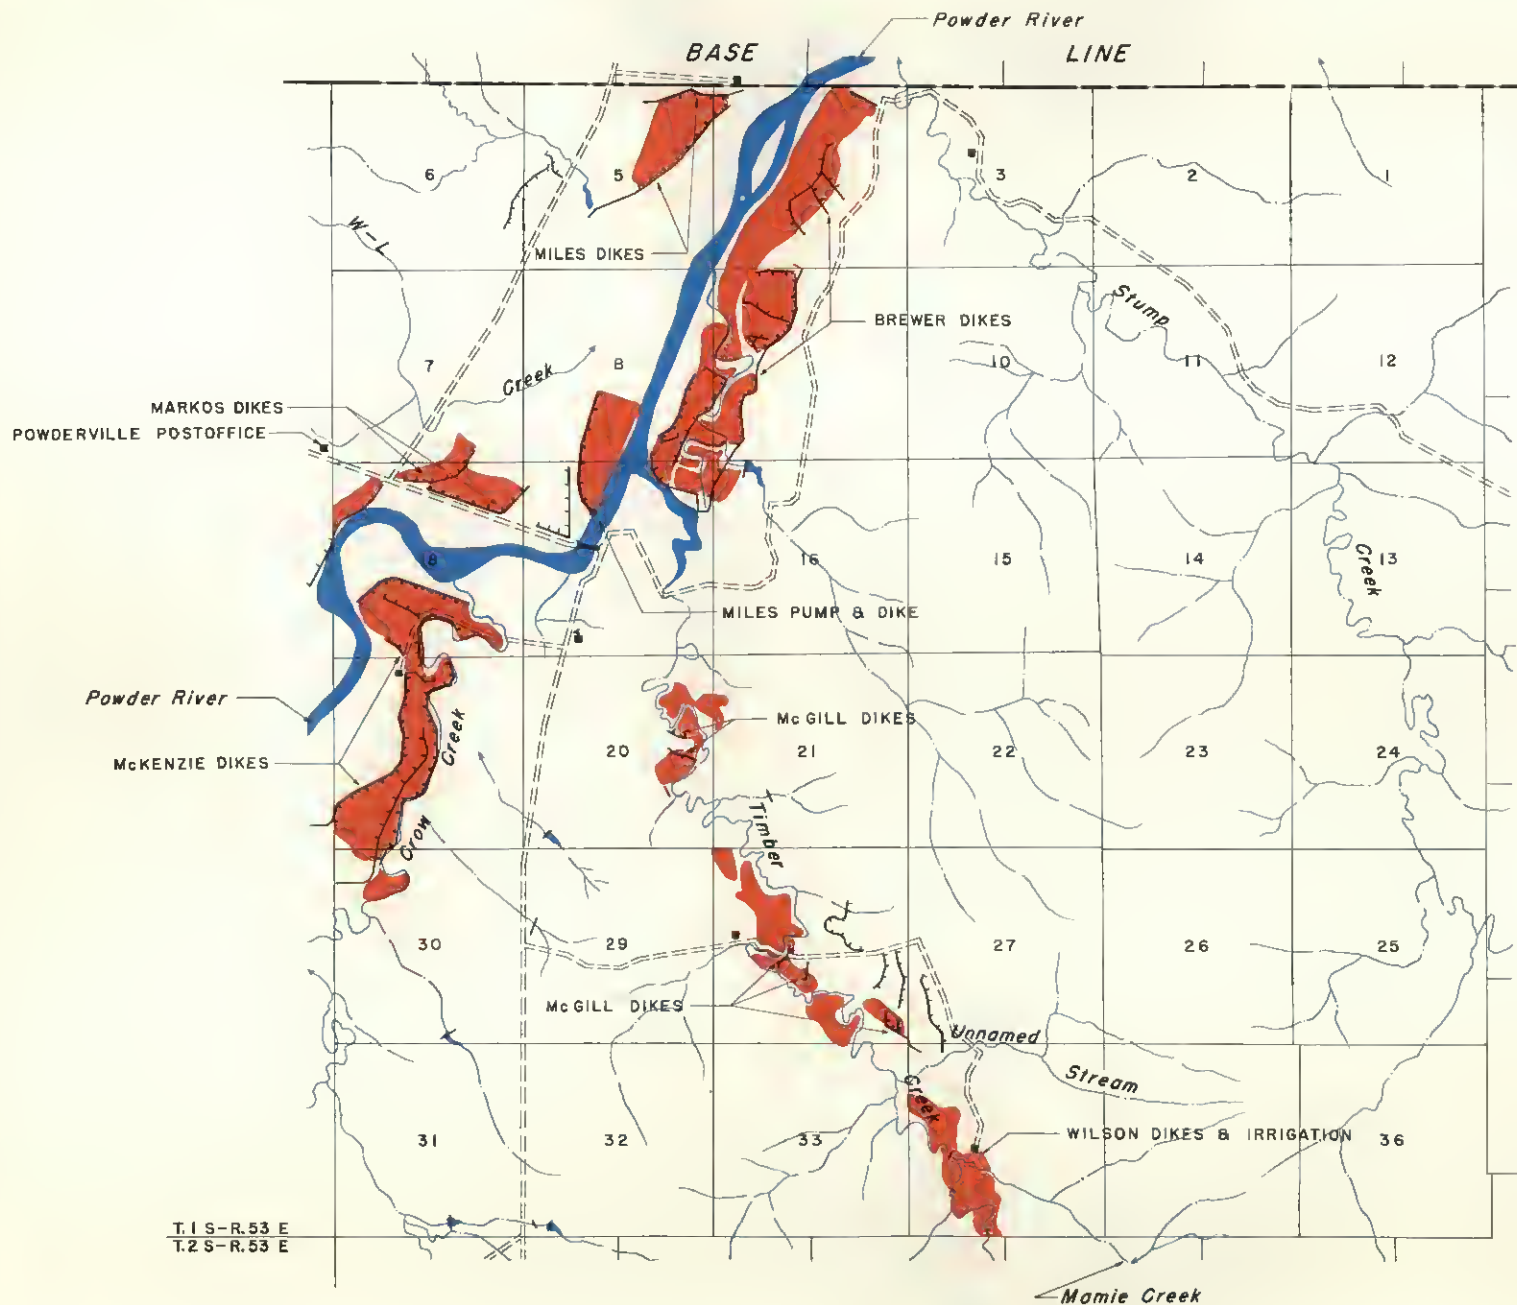 Powder River
BASE LINE
6 5 3 2 1
W-L
MILES DIKES
Stump
BREWER DIKES
7 8 10 11 12
Creek
MARKOS DIKES
POWDERVILLE POSTOFFICE
18 16 15 14 13
Creek
MILES PUMP & DIKE
Powder River
McGILL DIKES
Creek
20 21 22 23 24
McKENZIE DIKES
Timber
Crow
30 29 27 26 25
McGILL DIKES
Unnamed
Stream
Creek
WILSON DIKES & IRRIGATION
31 32 33 36
T.1 S-R.53 E
T.2 S-R.53 E
Mamie Creek